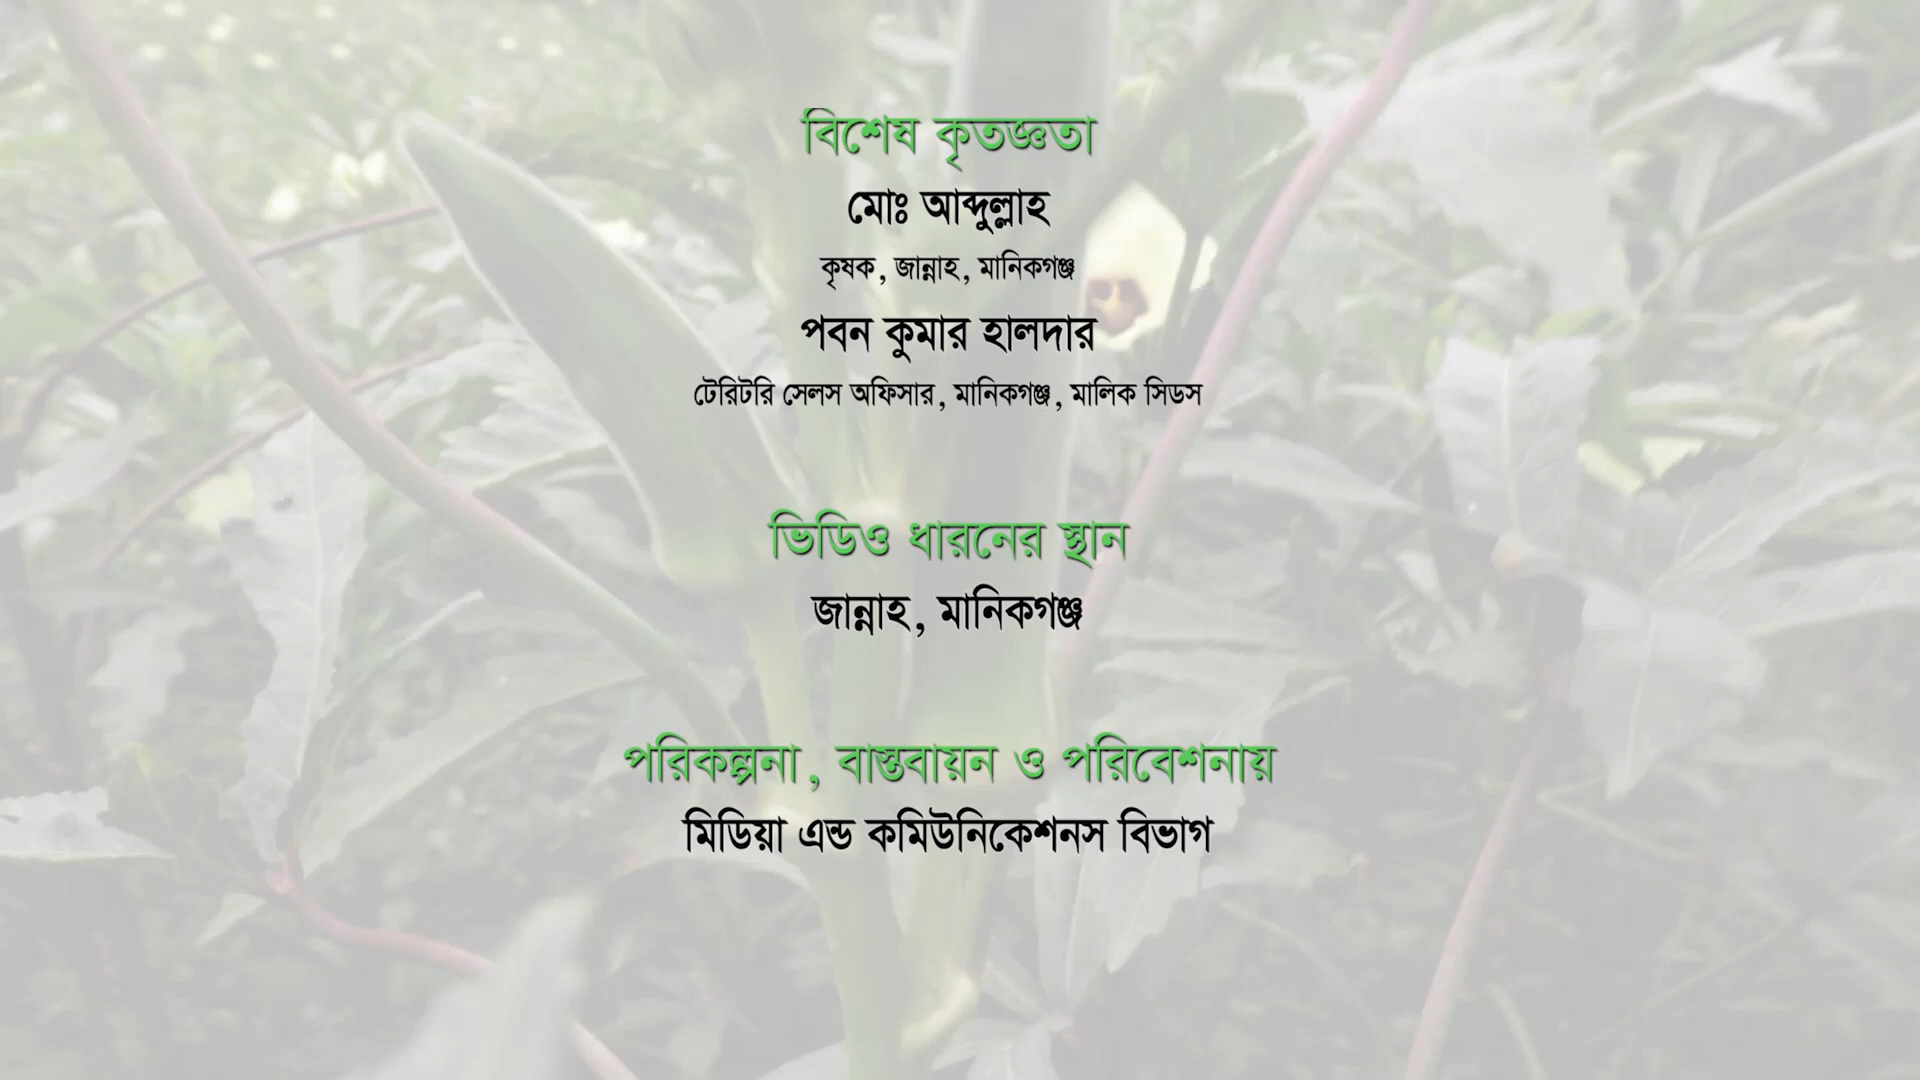 বিশেষ কৃতজ্ঞতা
মোঃ আব্দুল্লাহ
কৃষক, জান্নাহ, মানিকগঞ্জ
পবন কুমার হালদার
টেরিটরি সেলস অফিসার, মানিকগঞ্জ, মালিক সিডস
ভিডিও ধারনের স্থান
জান্নাহ, মানিকগঞ্জ
পরিকল্পনা, বাস্তবায়ন ও পরিবেশনায়
মিডিয়া এন্ড কমিউনিকেশনস বিভাগ